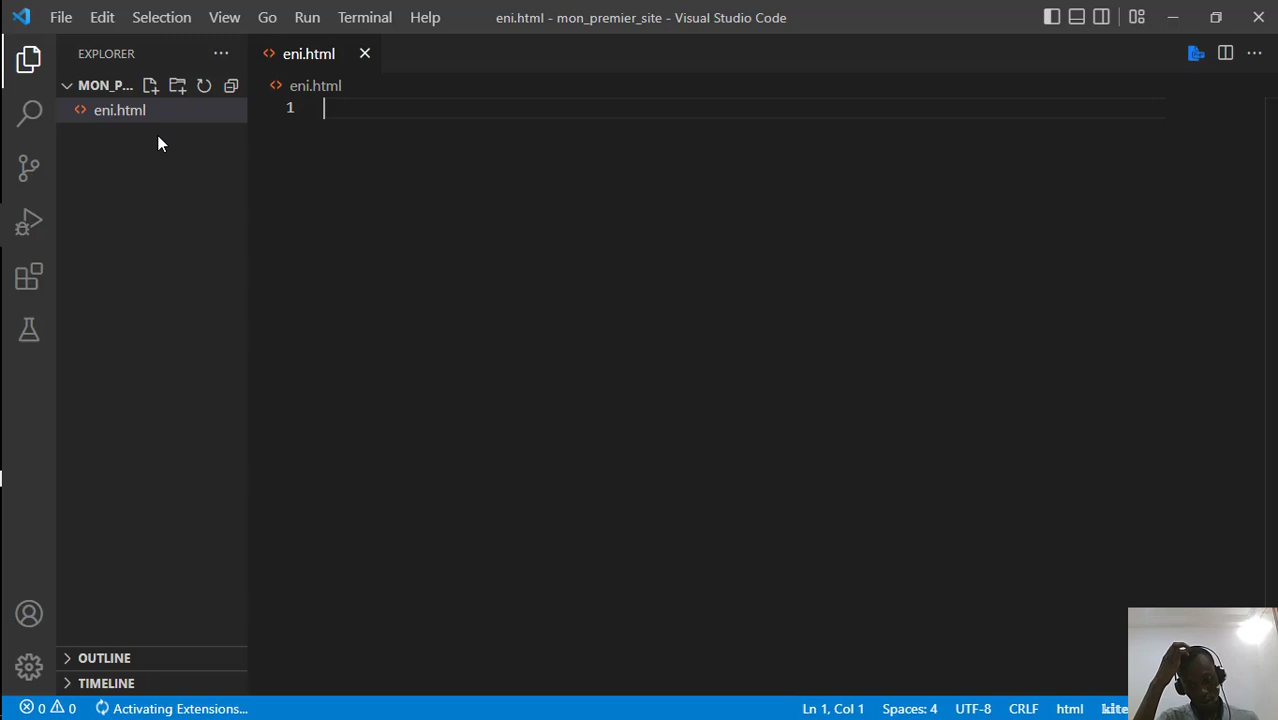 File Edit Selection View Go Run Terminal Help eni.html - mon_premier_site - Visual Studio Code
EXPLORER
eni.html
MON_P...
eni.html
eni.html
1
OUTLINE
TIMELINE
0 0 Activating Extensions... Ln 1, Col 1 Spaces: 4 UTF-8 CRLF html kite